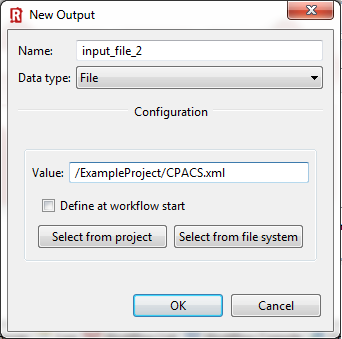 New Output
Name: input_file_2
Data type: File
Configuration
Value: /ExampleProject/CPACS.xml
Define at workflow start
Select from project Select from file system
OK Cancel